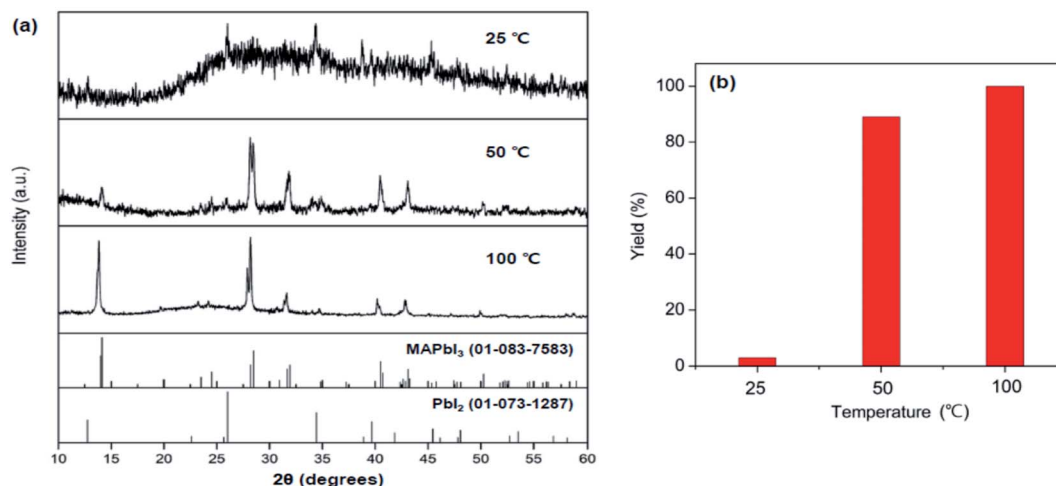 (a)
25 ℃
50 ℃
100 ℃
MAPbI₃ (01-083-7583)
PbI₂ (01-073-1287)
Intensity (a.u.)
10 15 20 25 30 35 40 45 50 55 60
2θ (degrees)
(b)
100
80
60
40
20
0
Yield (%)
25 50 100
Temperature (℃)